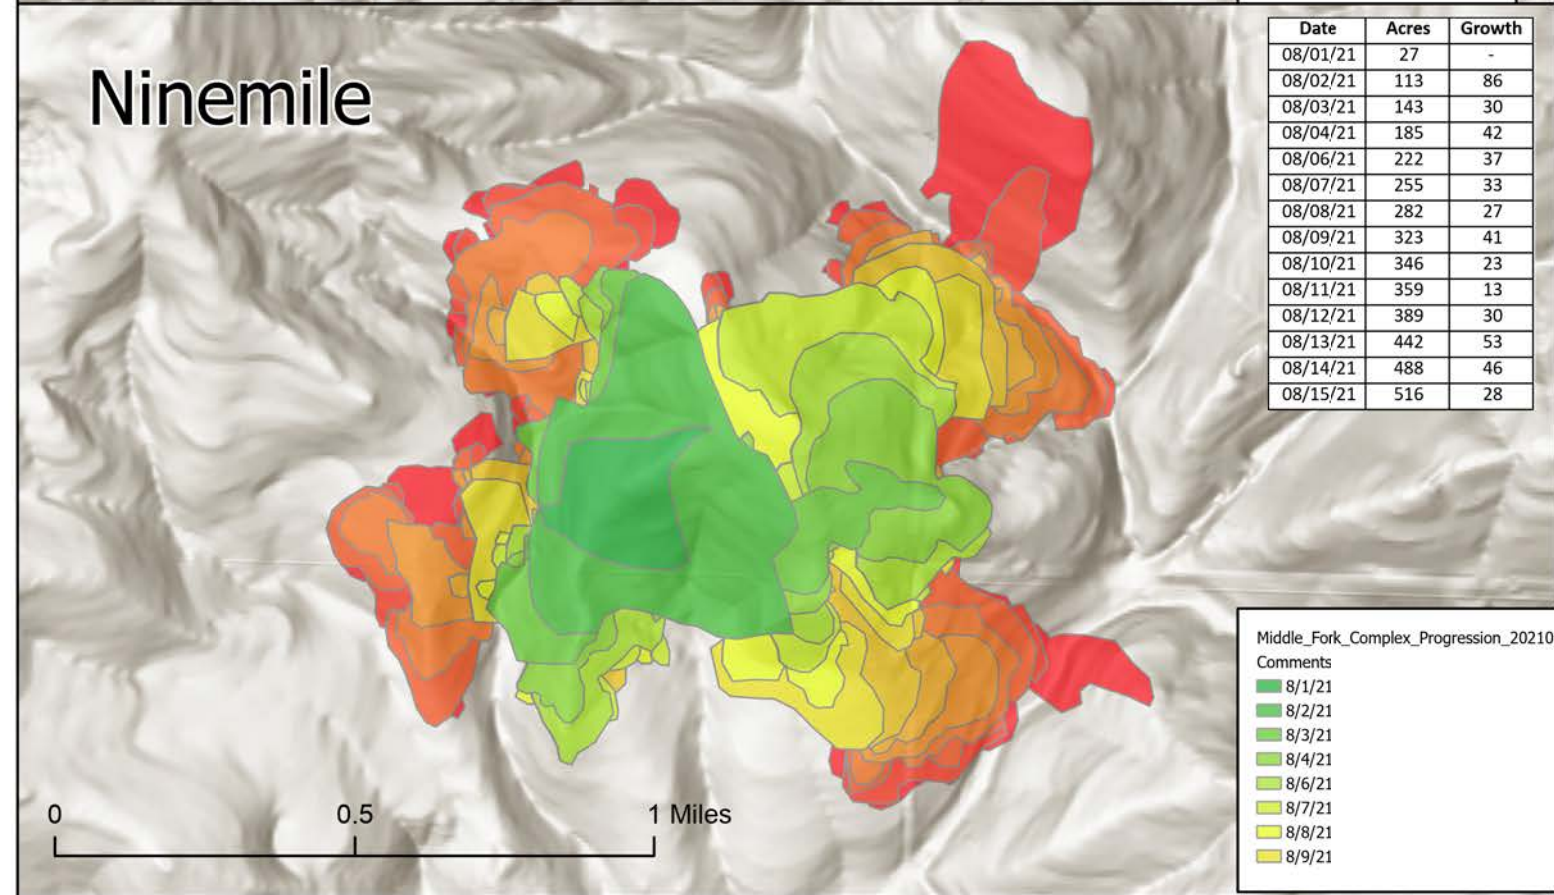 Ninemile
Date Acres Growth
08/01/21 27 -
08/02/21 113 86
08/03/21 143 30
08/04/21 185 42
08/06/21 222 37
08/07/21 255 33
08/08/21 282 27
08/09/21 323 41
08/10/21 346 23
08/11/21 359 13
08/12/21 389 30
08/13/21 442 53
08/14/21 488 46
08/15/21 516 28
Middle_Fork_Complex_Progression_20210
Comments
8/1/21
8/2/21
8/3/21
8/4/21
8/6/21
8/7/21
8/8/21
8/9/21
0 0.5 1 Miles